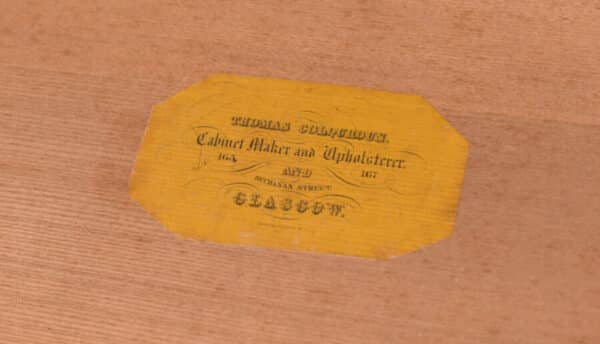 THOMAS COLQUHOUN.
Cabinet Maker and Upholsterer.
165. 167
AND
BUCHANAN STREET.
GLASGOW.